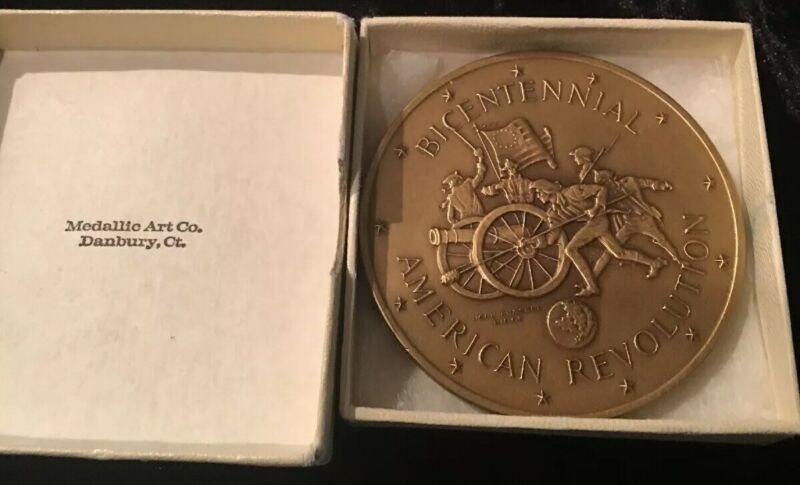 Medallic Art Co.
Danbury, Ct.
BICENTENNIAL
AMERICAN REVOLUTION